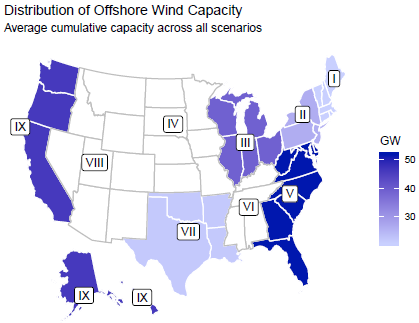 Distribution of Offshore Wind Capacity
Average cumulative capacity across all scenarios
I
II
IX
IV
III
GW
VIII
50
V
40
VI
VII
30
IX
IX